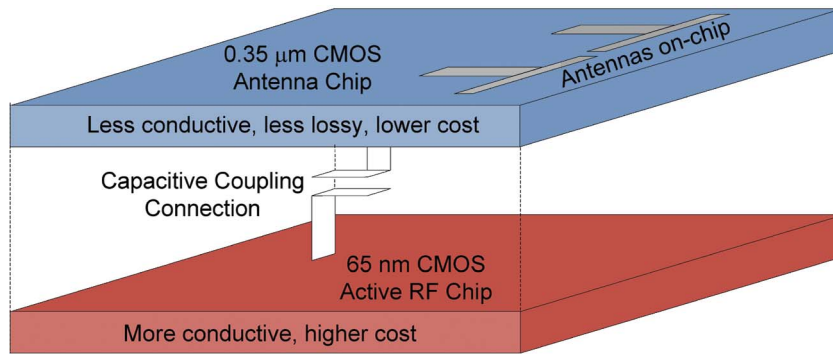 0.35 μm CMOS
Antenna Chip
Antennas on-chip
Less conductive, less lossy, lower cost
Capacitive Coupling
Connection
65 nm CMOS
Active RF Chip
More conductive, higher cost